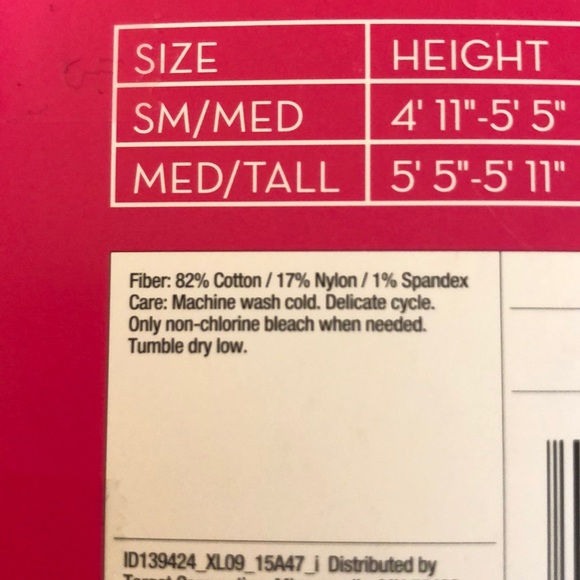 SIZE HEIGHT
SM/MED 4' 11"-5' 5"
MED/TALL 5' 5"-5' 11"
Fiber: 82% Cotton / 17% Nylon / 1% Spandex
Care: Machine wash cold. Delicate cycle.
Only non-chlorine bleach when needed.
Tumble dry low.
ID139424_XL09_15A47_i Distributed by